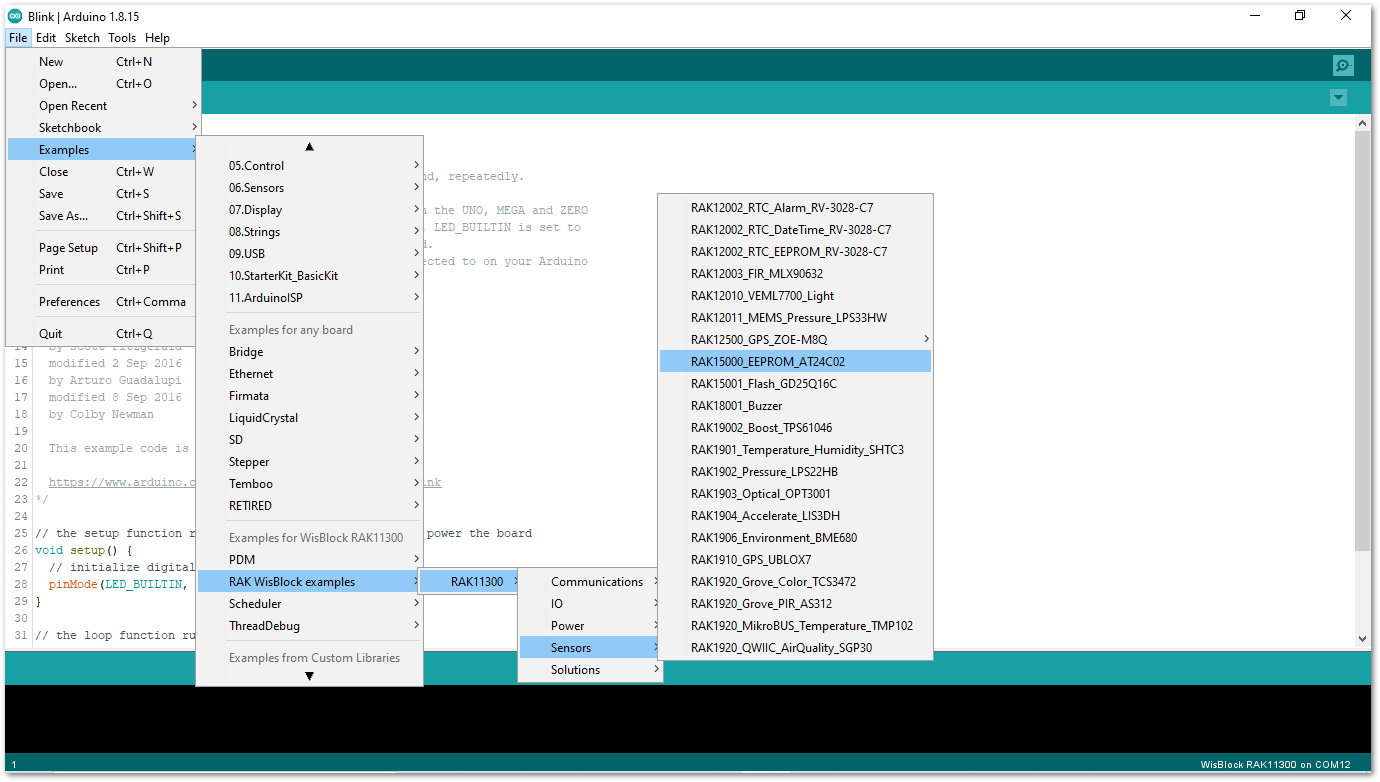 Blink | Arduino 1.8.15
File Edit Sketch Tools Help
New Ctrl+N
Open... Ctrl+O
Open Recent
Sketchbook
Examples
Close Ctrl+W
Save Ctrl+S
Save As... Ctrl+Shift+S
Page Setup Ctrl+Shift+P
Print Ctrl+P
Preferences Ctrl+Comma
Quit Ctrl+Q
05.Control
06.Sensors
07.Display
08.Strings
09.USB
10.StarterKit_BasicKit
11.ArduinoISP
Examples for any board
Bridge
Ethernet
Firmata
LiquidCrystal
SD
Stepper
Temboo
RETIRED
Examples for WisBlock RAK11300
PDM
RAK WisBlock examples
Scheduler
ThreadDebug
Examples from Custom Libraries
RAK11300
Communications
IO
Power
Sensors
Solutions
RAK12002_RTC_Alarm_RV-3028-C7
RAK12002_RTC_DateTime_RV-3028-C7
RAK12002_RTC_EEPROM_RV-3028-C7
RAK12003_FIR_MLX90632
RAK12010_VEML7700_Light
RAK12011_MEMS_Pressure_LPS33HW
RAK12500_GPS_ZOE-M8Q
RAK15000_EEPROM_AT24C02
RAK15001_Flash_GD25Q16C
RAK18001_Buzzer
RAK19002_Boost_TPS61046
RAK1901_Temperature_Humidity_SHTC3
RAK1902_Pressure_LPS22HB
RAK1903_Optical_OPT3001
RAK1904_Accelerate_LIS3DH
RAK1906_Environment_BME680
RAK1910_GPS_UBLOX7
RAK1920_Grove_Color_TCS3472
RAK1920_Grove_PIR_AS312
RAK1920_MikroBUS_Temperature_TMP102
RAK1920_QWIIC_AirQuality_SGP30
nd, repeatedly.
the UNO, MEGA and ZERO
LED_BUILTIN is set to
d.
ected to on your Arduino
14 by Scott Fitzgerald
15 modified 2 Sep 2016
16 by Arturo Guadalupi
17 modified 8 Sep 2016
18 by Colby Newman
19
20 This example code is
21
22 https://www.arduino.c ink
23 */
24
25 // the setup function r power the board
26 void setup() {
27 // initialize digital
28 pinMode(LED_BUILTIN,
29 }
30
31 // the loop function ru
1 WisBlock RAK11300 on COM12